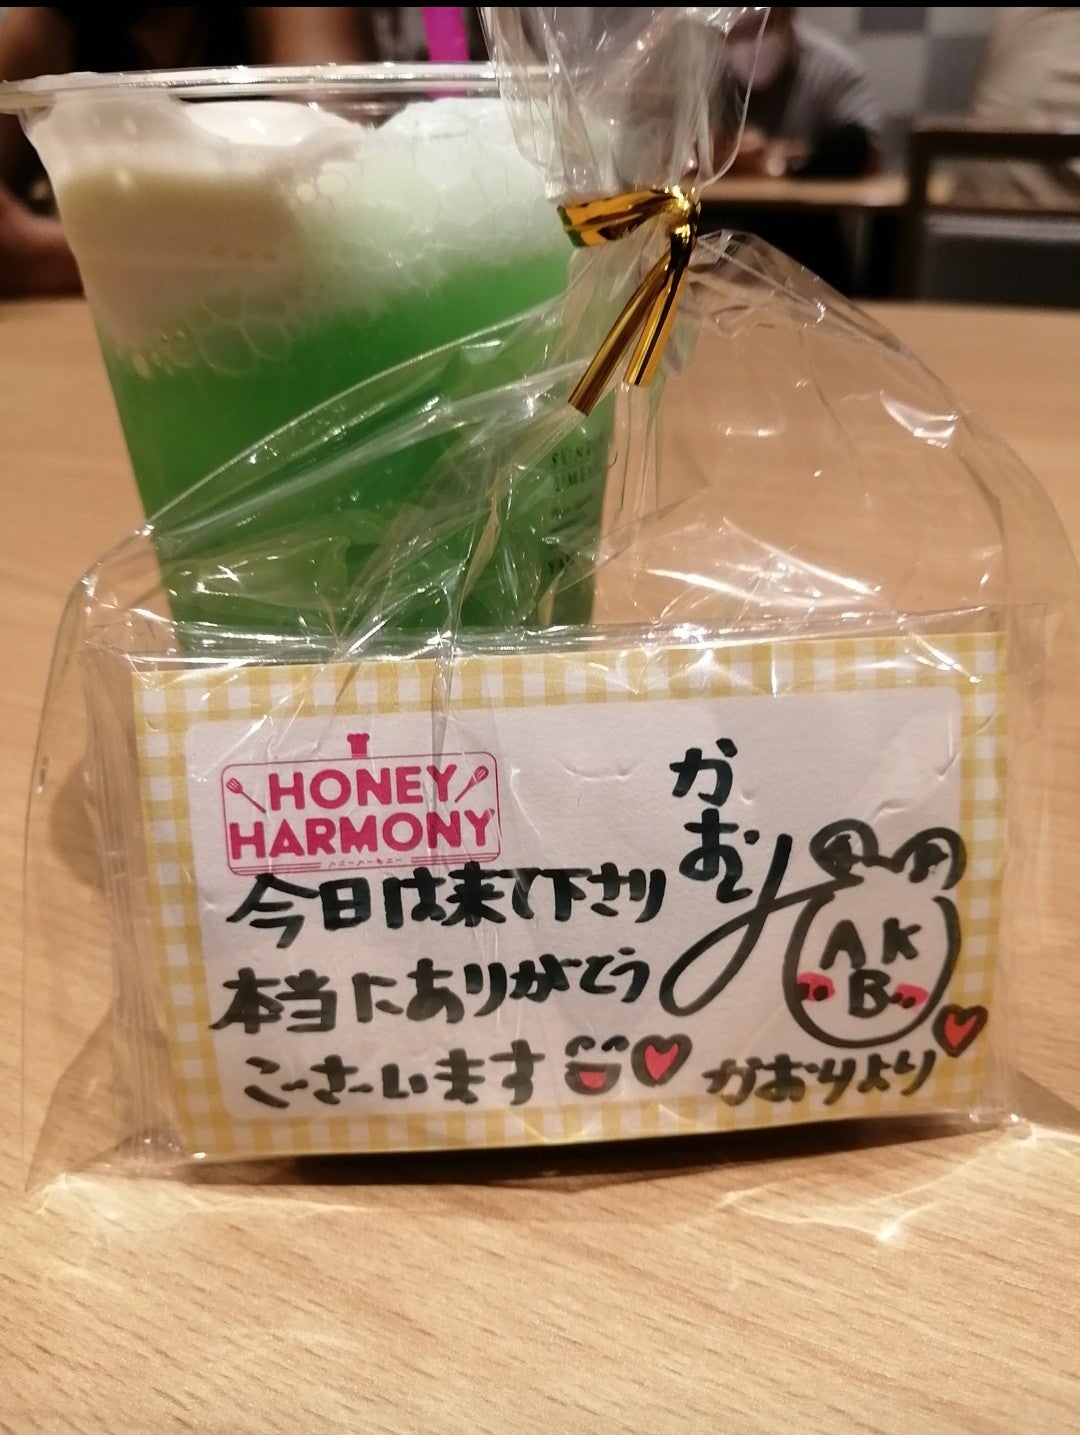 HONEY
HARMONY
ハニーハーモニー
今日は来て下さり
本当にありがとう
ございます
かおり
AKB
かおりより